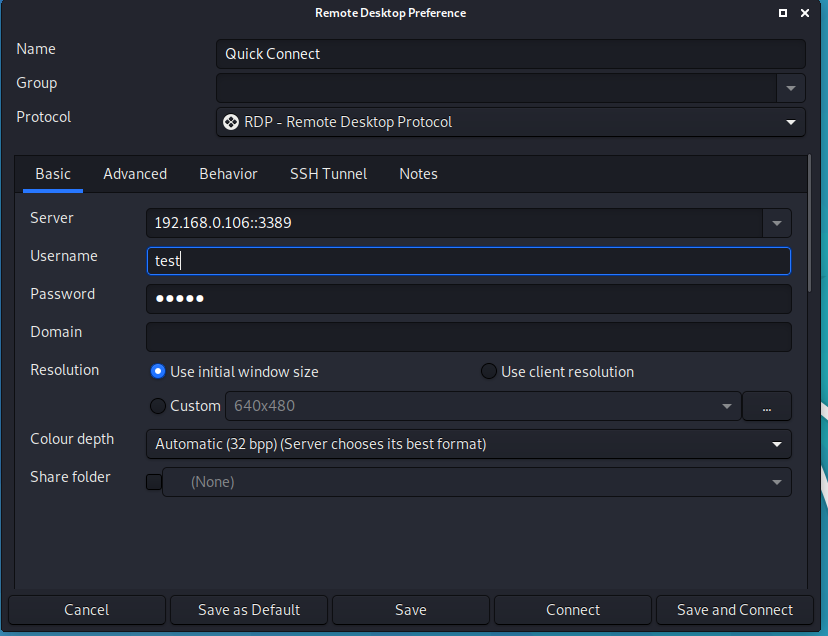 Remote Desktop Preference
Name Quick Connect
Group
Protocol RDP - Remote Desktop Protocol
Basic Advanced Behavior SSH Tunnel Notes
Server 192.168.0.106::3389
Username test
Password ●●●●●
Domain
Resolution Use initial window size Use client resolution
Custom 640x480 ...
Colour depth Automatic (32 bpp) (Server chooses its best format)
Share folder (None)
Cancel Save as Default Save Connect Save and Connect